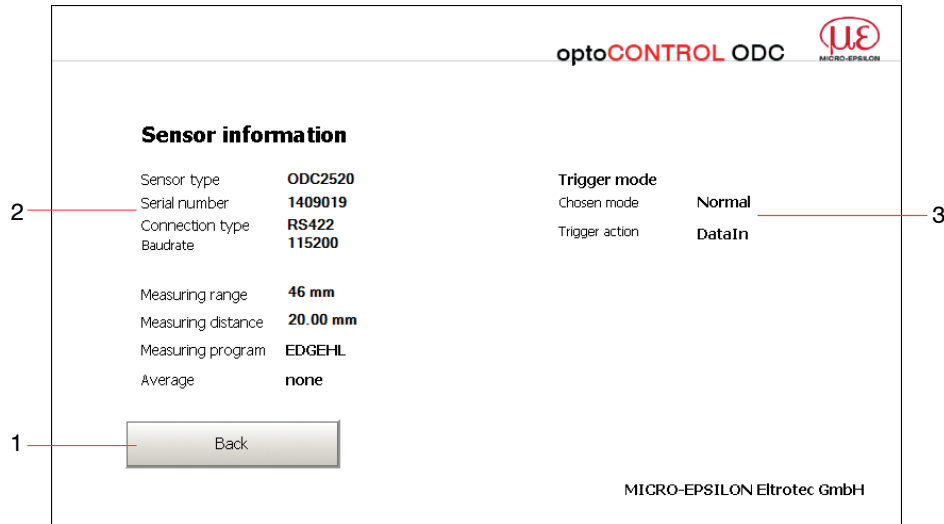 optoCONTROL ODC
με
MICRO-EPSILON
Sensor information
Sensor type ODC2520
Serial number 1409019
Connection type RS422
Baudrate 115200
Measuring range 46 mm
Measuring distance 20.00 mm
Measuring program EDGEHL
Average none
Trigger mode
Chosen mode Normal
Trigger action DataIn
2
3
1
Back
MICRO-EPSILON Eltrotec GmbH